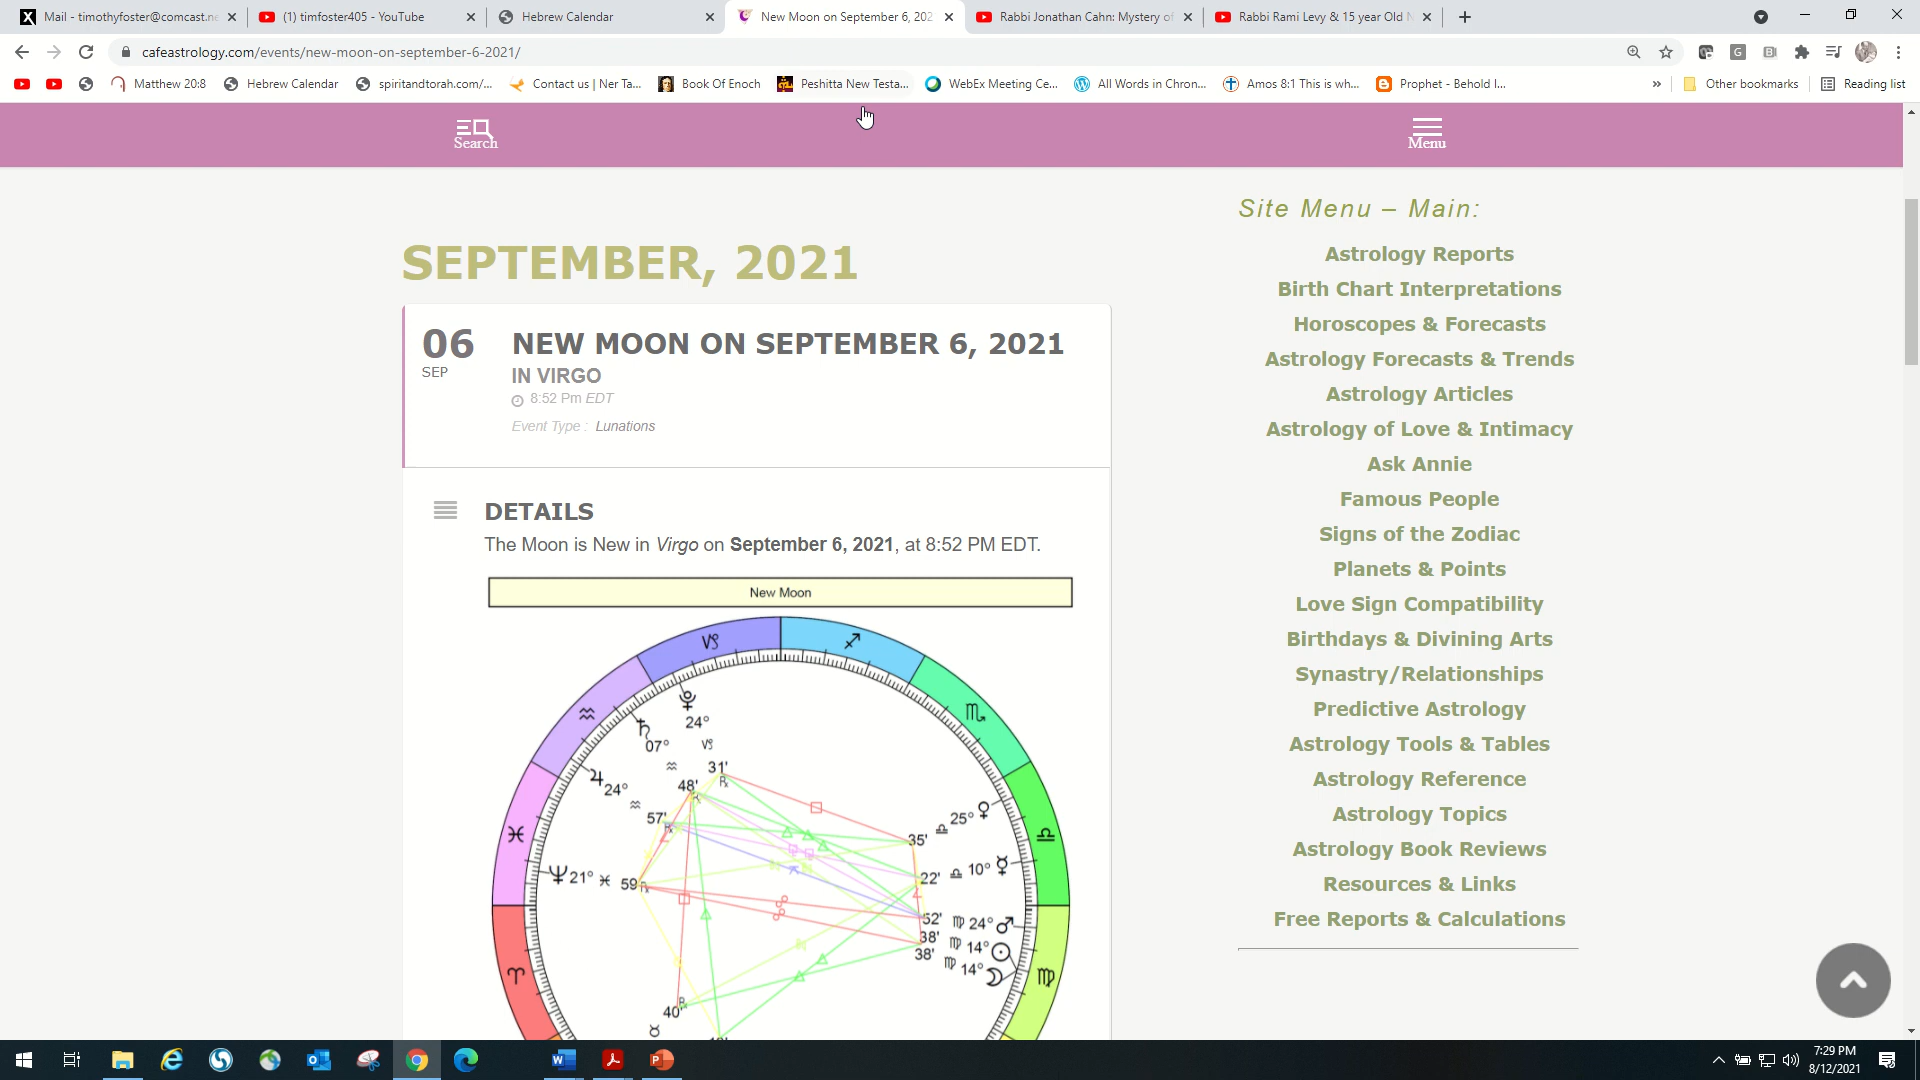 Mail - timothyfoster@comcast.ne
(1) timfoster405 - YouTube
Hebrew Calendar
New Moon on September 6, 202
Rabbi Jonathan Cahn: Mystery of
Rabbi Rami Levy & 15 year Old N
cafeastrology.com/events/new-moon-on-september-6-2021/
Matthew 20:8
Hebrew Calendar
spiritandtorah.com/...
Contact us | Ner Ta...
Book Of Enoch
Peshitta New Testa...
WebEx Meeting Ce...
All Words in Chron...
Amos 8:1 This is wh...
Prophet - Behold I...
»
Other bookmarks
Reading list
Search
Menu
SEPTEMBER, 2021
06
SEP
NEW MOON ON SEPTEMBER 6, 2021
IN VIRGO
8:52 Pm EDT
Event Type : Lunations
DETAILS
The Moon is New in Virgo on September 6, 2021, at 8:52 PM EDT.
New Moon
♑ ♐
♒ ♏
♓ ♎
♈ ♍
♇ 24° ♑ 31' ℞
♄ 07° ♒ 48' ℞
♃ 24° ♒ 57' ℞
♆ 21° ♓ 59' ℞
35' ♎ 25° ♀
22' ♎ 10° ☿
52' ♍ 24° ♂
38' ♍ 14° ☉
38' ♍ 14° ☽
40' ℞
♉
Site Menu – Main:
Astrology Reports
Birth Chart Interpretations
Horoscopes & Forecasts
Astrology Forecasts & Trends
Astrology Articles
Astrology of Love & Intimacy
Ask Annie
Famous People
Signs of the Zodiac
Planets & Points
Love Sign Compatibility
Birthdays & Divining Arts
Synastry/Relationships
Predictive Astrology
Astrology Tools & Tables
Astrology Reference
Astrology Topics
Astrology Book Reviews
Resources & Links
Free Reports & Calculations
7:29 PM
8/12/2021